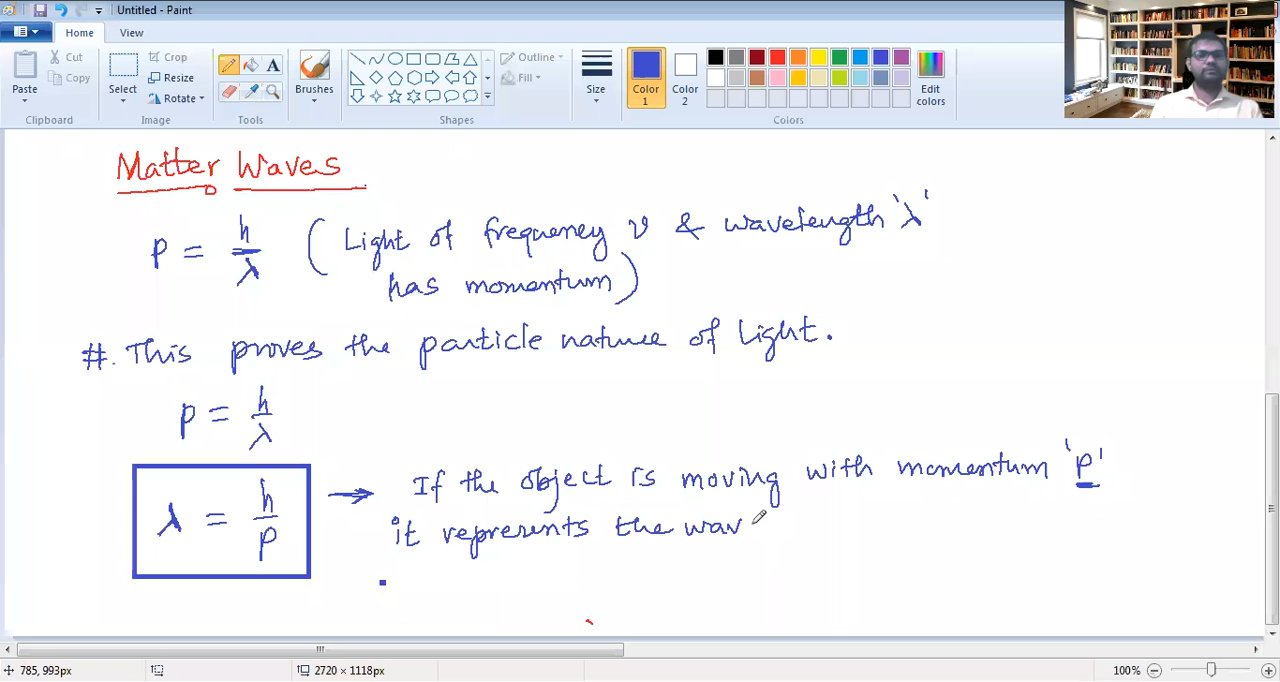 Untitled - Paint
Home View
Paste
Cut
Copy
Clipboard
Select
Crop
Resize
Rotate
Image
Tools
Brushes
Shapes
Outline
Fill
Size
Color 1
Color 2
Edit colors
Colors
Matter Waves
P = h/λ (Light of frequency ν & wavelength 'λ'
has momentum)
#. This proves the particle nature of light.
P = h/λ
λ = h/P → If the object is moving with momentum 'P'
it represents the wav
785, 993px
2720 × 1118px
100%